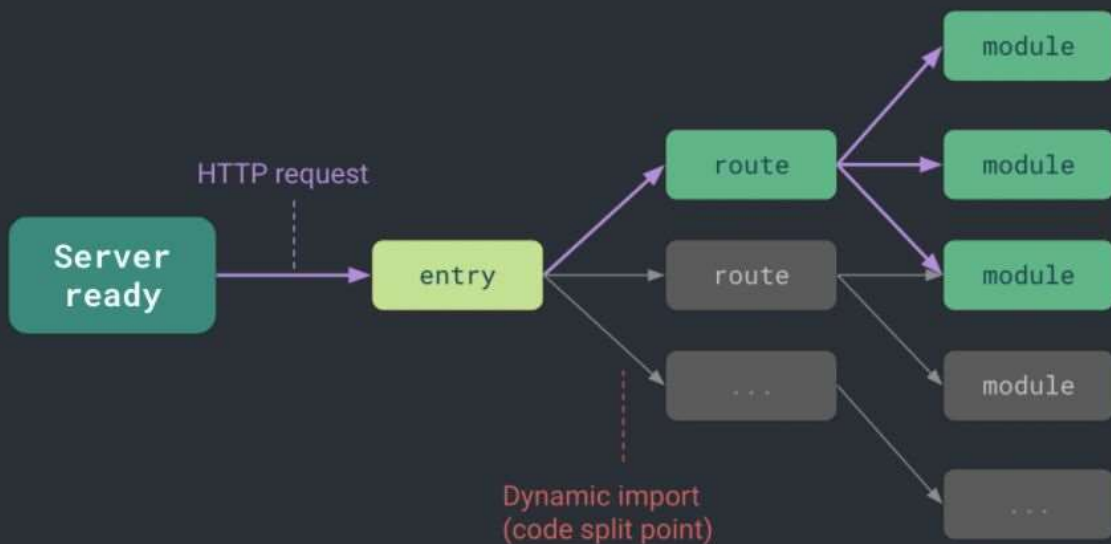 Server
ready
HTTP request
entry
route
route
...
Dynamic import
(code split point)
module
module
module
module
...